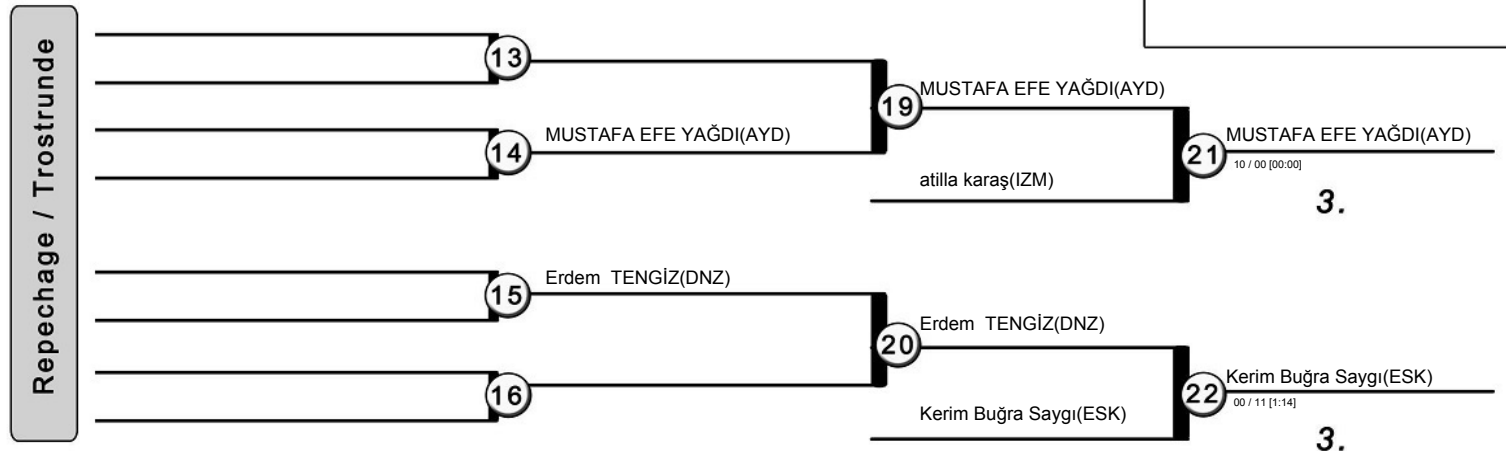 Repechage / Trostrunde
13
MUSTAFA EFE YAĞDI(AYD)
19
MUSTAFA EFE YAĞDI(AYD)
14
MUSTAFA EFE YAĞDI(AYD)
21
10 / 00 [00:00]
atilla karaş(IZM)
3.
Erdem  TENGİZ(DNZ)
15
Erdem  TENGİZ(DNZ)
20
Kerim Buğra Saygı(ESK)
16
22
00 / 11 [1:14]
Kerim Buğra Saygı(ESK)
3.